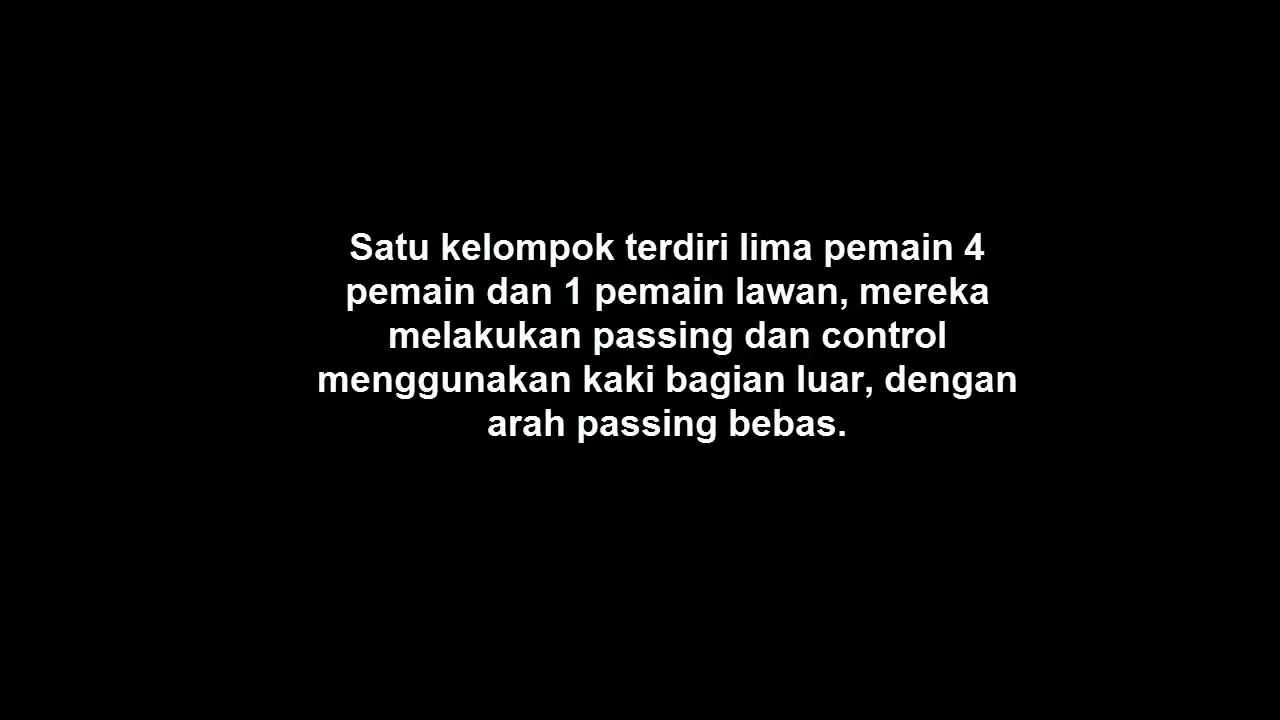 Satu kelompok terdiri lima pemain 4
pemain dan 1 pemain lawan, mereka
melakukan passing dan control
menggunakan kaki bagian luar, dengan
arah passing bebas.